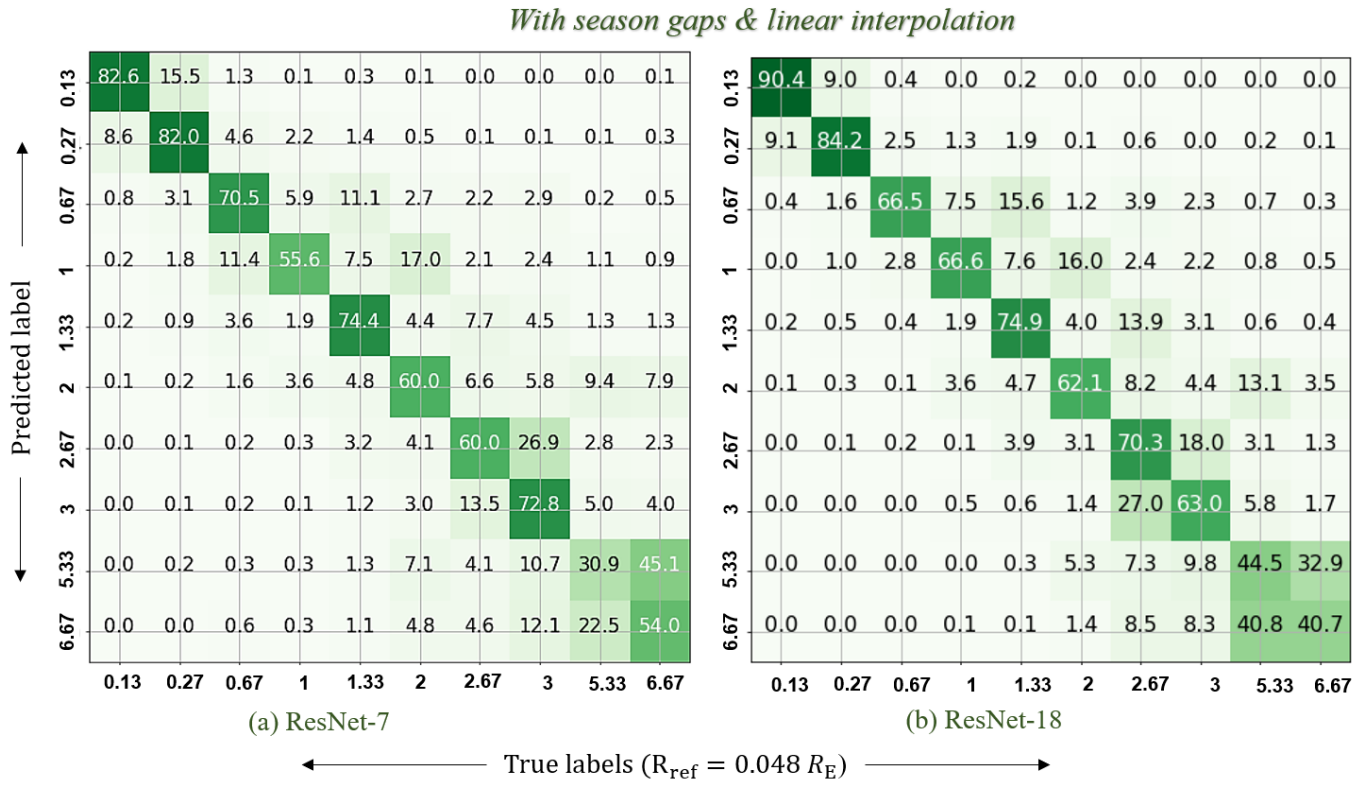 With season gaps & linear interpolation
Predicted label
0.13 82.6 15.5 1.3 0.1 0.3 0.1 0.0 0.0 0.0 0.1
0.27 8.6 82.0 4.6 2.2 1.4 0.5 0.1 0.1 0.1 0.3
0.67 0.8 3.1 70.5 5.9 11.1 2.7 2.2 2.9 0.2 0.5
1 0.2 1.8 11.4 55.6 7.5 17.0 2.1 2.4 1.1 0.9
1.33 0.2 0.9 3.6 1.9 74.4 4.4 7.7 4.5 1.3 1.3
2 0.1 0.2 1.6 3.6 4.8 60.0 6.6 5.8 9.4 7.9
2.67 0.0 0.1 0.2 0.3 3.2 4.1 60.0 26.9 2.8 2.3
3 0.0 0.1 0.2 0.1 1.2 3.0 13.5 72.8 5.0 4.0
5.33 0.0 0.2 0.3 0.3 1.3 7.1 4.1 10.7 30.9 45.1
6.67 0.0 0.0 0.6 0.3 1.1 4.8 4.6 12.1 22.5 54.0
0.13 0.27 0.67 1 1.33 2 2.67 3 5.33 6.67
(a) ResNet-7
0.13 90.4 9.0 0.4 0.0 0.2 0.0 0.0 0.0 0.0 0.0
0.27 9.1 84.2 2.5 1.3 1.9 0.1 0.6 0.0 0.2 0.1
0.67 0.4 1.6 66.5 7.5 15.6 1.2 3.9 2.3 0.7 0.3
1 0.0 1.0 2.8 66.6 7.6 16.0 2.4 2.2 0.8 0.5
1.33 0.2 0.5 0.4 1.9 74.9 4.0 13.9 3.1 0.6 0.4
2 0.1 0.3 0.1 3.6 4.7 62.1 8.2 4.4 13.1 3.5
2.67 0.0 0.1 0.2 0.1 3.9 3.1 70.3 18.0 3.1 1.3
3 0.0 0.0 0.0 0.5 0.6 1.4 27.0 63.0 5.8 1.7
5.33 0.0 0.0 0.0 0.0 0.3 5.3 7.3 9.8 44.5 32.9
6.67 0.0 0.0 0.0 0.1 0.1 1.4 8.5 8.3 40.8 40.7
0.13 0.27 0.67 1 1.33 2 2.67 3 5.33 6.67
(b) ResNet-18
True labels (R_ref = 0.048 R_E)